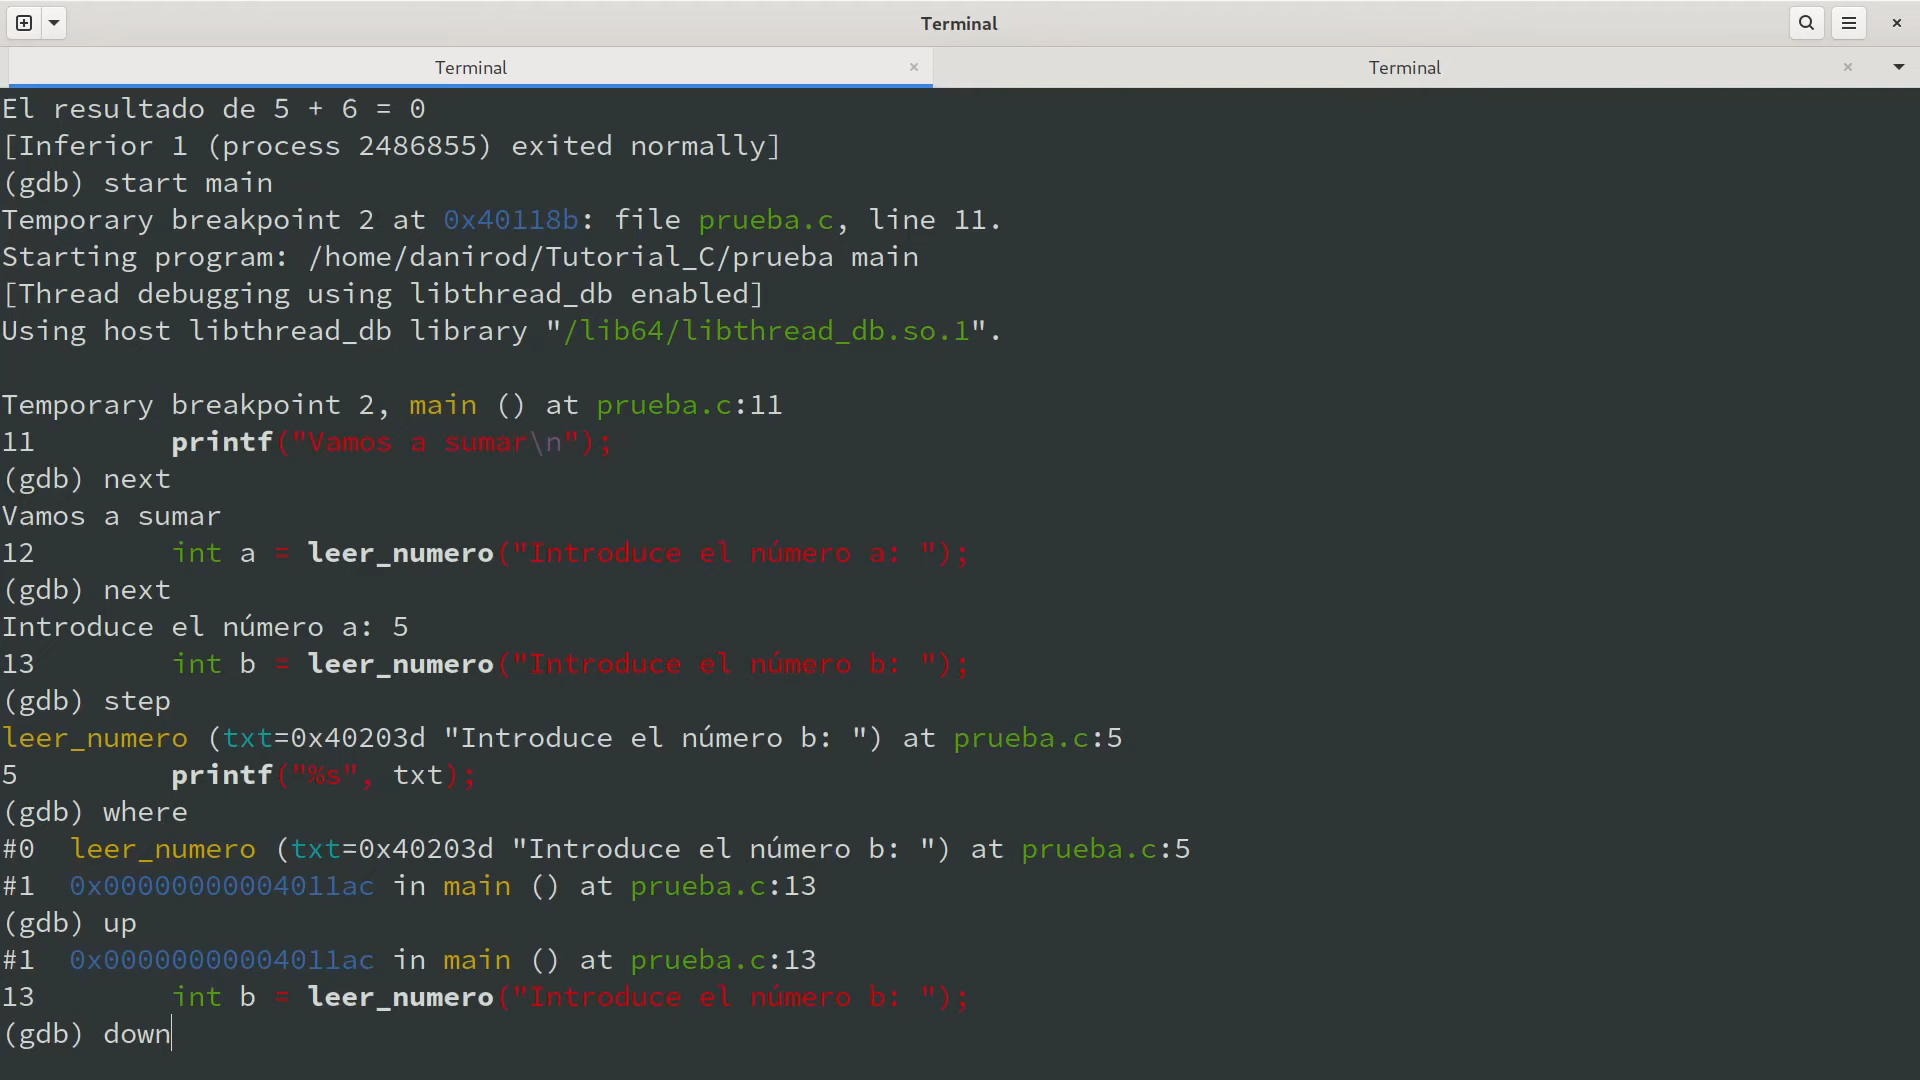 Terminal
Terminal
Terminal
El resultado de 5 + 6 = 0
[Inferior 1 (process 2486855) exited normally]
(gdb) start main
Temporary breakpoint 2 at 0x40118b: file prueba.c, line 11.
Starting program: /home/danirod/Tutorial_C/prueba main
[Thread debugging using libthread_db enabled]
Using host libthread_db library "/lib64/libthread_db.so.1".
Temporary breakpoint 2, main () at prueba.c:11
11        printf("Vamos a sumar\n");
(gdb) next
Vamos a sumar
12        int a = leer_numero("Introduce el número a: ");
(gdb) next
Introduce el número a: 5
13        int b = leer_numero("Introduce el número b: ");
(gdb) step
leer_numero (txt=0x40203d "Introduce el número b: ") at prueba.c:5
5         printf("%s", txt);
(gdb) where
#0  leer_numero (txt=0x40203d "Introduce el número b: ") at prueba.c:5
#1  0x00000000004011ac in main () at prueba.c:13
(gdb) up
#1  0x00000000004011ac in main () at prueba.c:13
13        int b = leer_numero("Introduce el número b: ");
(gdb) down